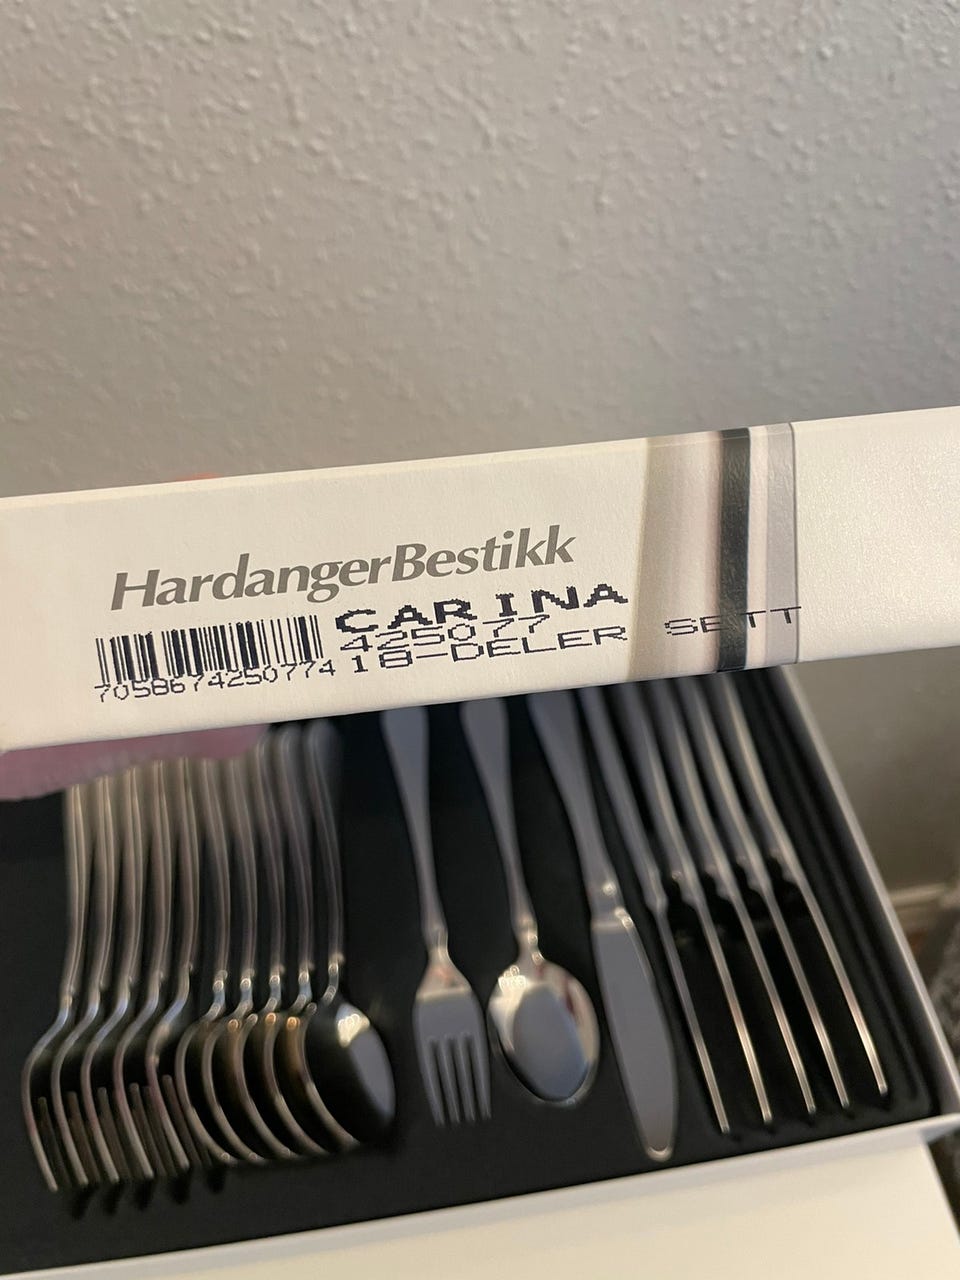 HardangerBestikk
CARINA
425077
18-DELER SETT
7058674250774